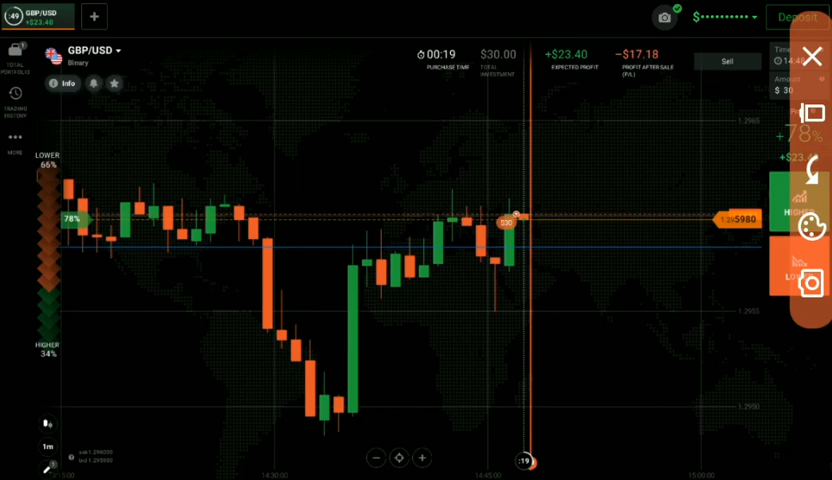 :49 GBP/USD
+$23.40
$•••••••••• 
Deposit
1
TOTAL
PORTFOLIO
TRADING
HISTORY
MORE
GBP/USD
Binary
Info
00:19
PURCHASE TIME
$30.00
TOTAL
INVESTMENT
+$23.40
EXPECTED PROFIT
−$17.18
PROFIT AFTER SALE
(P/L)
Sell
Time
Amount
$ 30
+78%
LOWER
66%
78%
$30
1.2965
1.2955
1.2950
HIGHER
34%
1m
:19
14:30:00
14:45:00
15:00:00